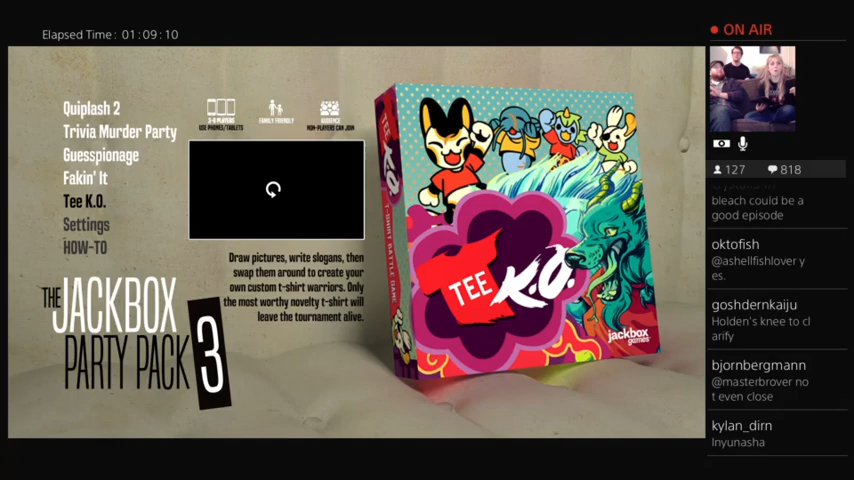 Elapsed Time: 01:09:10
ON AIR
Quiplash 2
Trivia Murder Party
Guesspionage
Fakin' It
Tee K.O.
Settings
HOW-TO
3-8 PLAYERS
USE PHONES/TABLETS
FAMILY FRIENDLY
AUDIENCE
NON-PLAYERS CAN JOIN
Draw pictures, write slogans, then
swap them around to create your
own custom t-shirt warriors. Only
the most worthy novelty t-shirt will
leave the tournament alive.
THE
JACKBOX
PARTY PACK
3
TEE K.O.
T-SHIRT BATTLE GAME
TEE
K.O.
jackbox
games
127
818
bleach could be a
good episode
oktofish
@ashellfishlover y
es.
goshdernkaiju
Holden's knee to cl
arify
bjornbergmann
@masterbrover no
t even close
kylan_dirn
Inyunasha